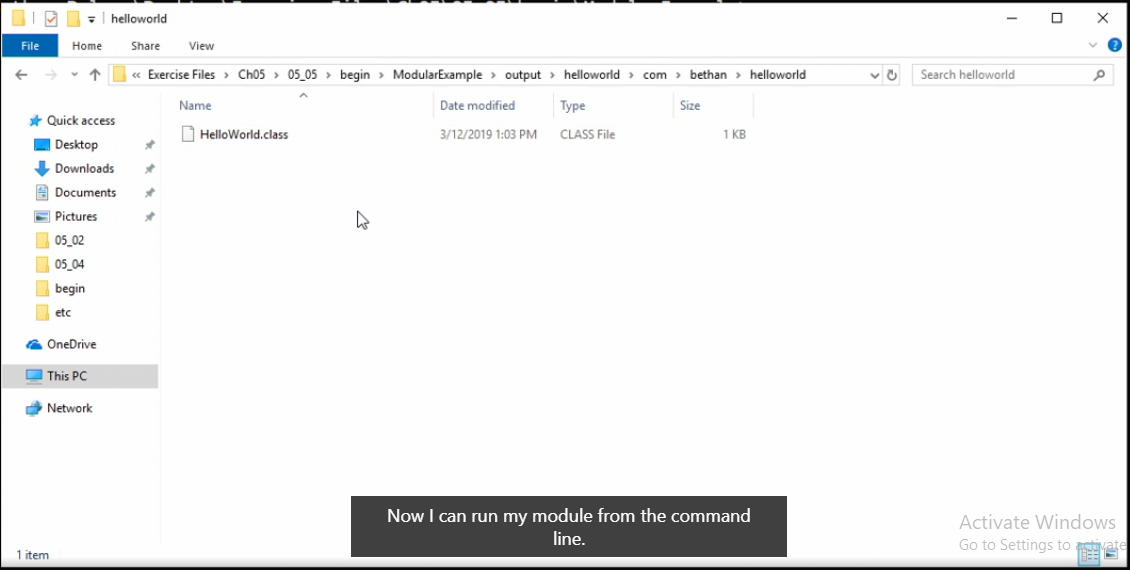 helloworld
File Home Share View
« Exercise Files › Ch05 › 05_05 › begin › ModularExample › output › helloworld › com › bethan › helloworld
Search helloworld
Name Date modified Type Size
HelloWorld.class 3/12/2019 1:03 PM CLASS File 1 KB
Quick access
Desktop
Downloads
Documents
Pictures
05_02
05_04
begin
etc
OneDrive
This PC
Network
Now I can run my module from the command
line.
Activate Windows
Go to Settings to activate
1 item